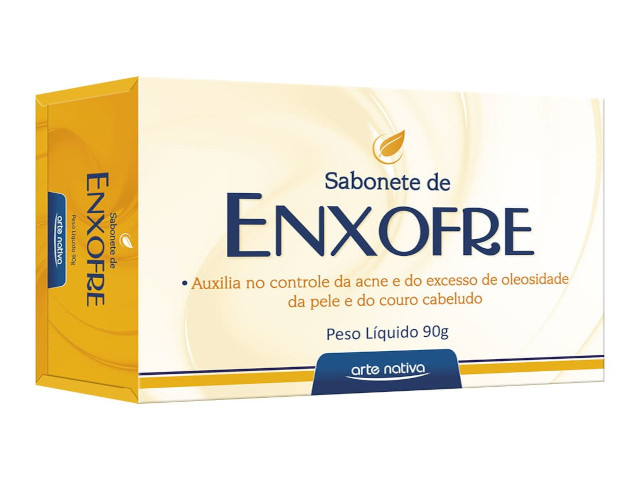 Sabonete de
ENXOFRE
• Auxilia no controle da acne e do excesso de oleosidade
da pele e do couro cabeludo
Peso Líquido 90g
arte nativa
Sabonete de
ENXOFRE
Peso Líquido 90g
arte nativa